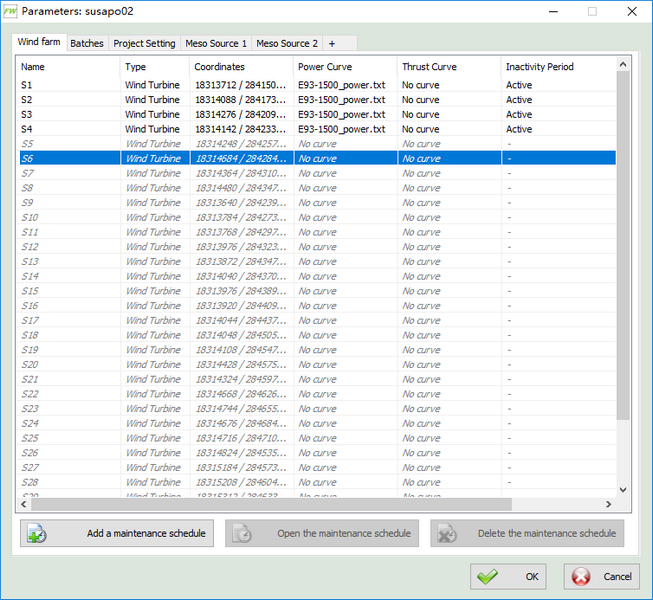 FW Parameters: susapo02
Wind farm Batches Project Setting Meso Source 1 Meso Source 2 +
Name Type Coordinates Power Curve Thrust Curve Inactivity Period
S1 Wind Turbine 18313712 / 284150... E93-1500_power.txt No curve Active
S2 Wind Turbine 18314088 / 284173... E93-1500_power.txt No curve Active
S3 Wind Turbine 18314276 / 284209... E93-1500_power.txt No curve Active
S4 Wind Turbine 18314142 / 284233... E93-1500_power.txt No curve Active
S5 Wind Turbine 18314248 / 284257... No curve No curve -
S6 Wind Turbine 18314684 / 284284... No curve No curve -
S7 Wind Turbine 18314364 / 284310... No curve No curve -
S8 Wind Turbine 18314480 / 284347... No curve No curve -
S9 Wind Turbine 18313640 / 284239... No curve No curve -
S10 Wind Turbine 18313784 / 284273... No curve No curve -
S11 Wind Turbine 18313768 / 284297... No curve No curve -
S12 Wind Turbine 18313976 / 284323... No curve No curve -
S13 Wind Turbine 18313872 / 284347... No curve No curve -
S14 Wind Turbine 18314040 / 284370... No curve No curve -
S15 Wind Turbine 18313976 / 284389... No curve No curve -
S16 Wind Turbine 18313920 / 284409... No curve No curve -
S17 Wind Turbine 18314044 / 284437... No curve No curve -
S18 Wind Turbine 18314048 / 284505... No curve No curve -
S19 Wind Turbine 18314108 / 284547... No curve No curve -
S20 Wind Turbine 18314428 / 284575... No curve No curve -
S21 Wind Turbine 18314324 / 284597... No curve No curve -
S22 Wind Turbine 18314668 / 284626... No curve No curve -
S23 Wind Turbine 18314744 / 284655... No curve No curve -
S24 Wind Turbine 18314676 / 284684... No curve No curve -
S25 Wind Turbine 18314716 / 284710... No curve No curve -
S26 Wind Turbine 18314824 / 284535... No curve No curve -
S27 Wind Turbine 18315184 / 284573... No curve No curve -
S28 Wind Turbine 18315208 / 284604... No curve No curve -
S29 Wind Turbine 18315312 / 284633... No curve No curve
Add a maintenance schedule Open the maintenance schedule Delete the maintenance schedule
OK Cancel